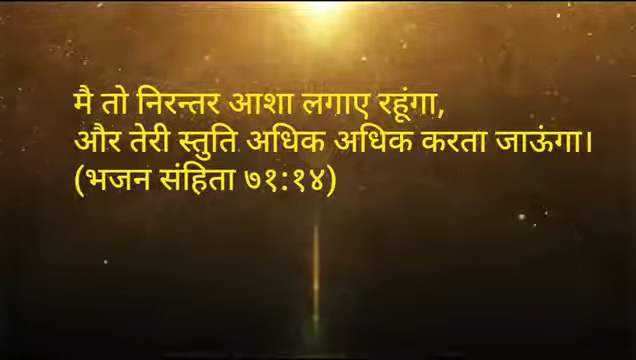 मै तो निरन्तर आशा लगाए रहूंगा,
और तेरी स्तुति अधिक अधिक करता जाऊंगा।
(भजन संहिता ७१:१४)